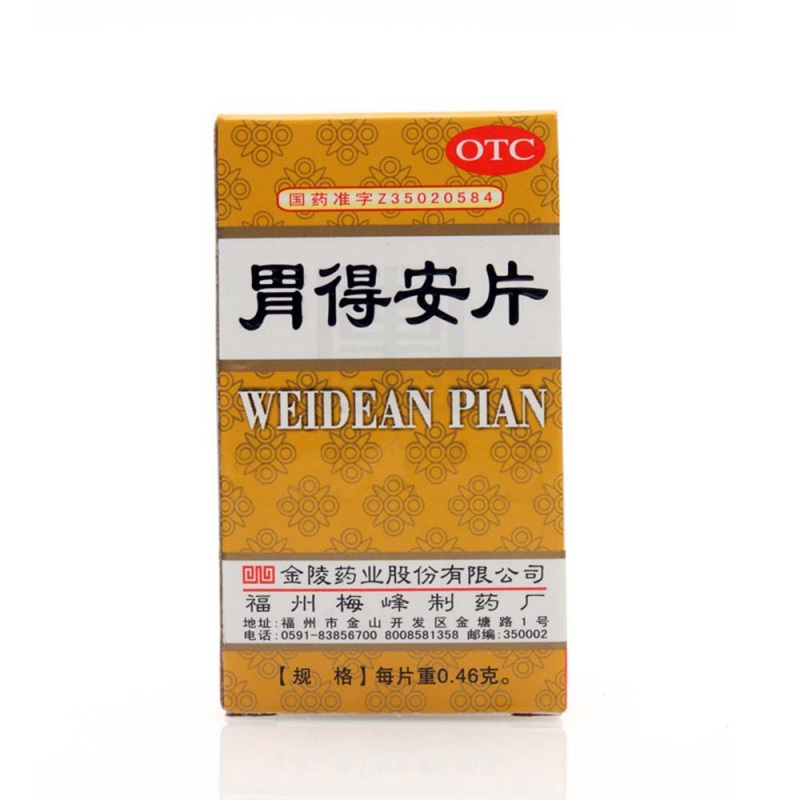 OTC
国药准字Z35020584
胃得安片
WEIDEAN PIAN
金陵药业股份有限公司
福州梅峰制药厂
地址:福州市金山开发区金塘路1号
电话:0591-83856700 8008581358 邮编:350002
【规 格】每片重0.46克。